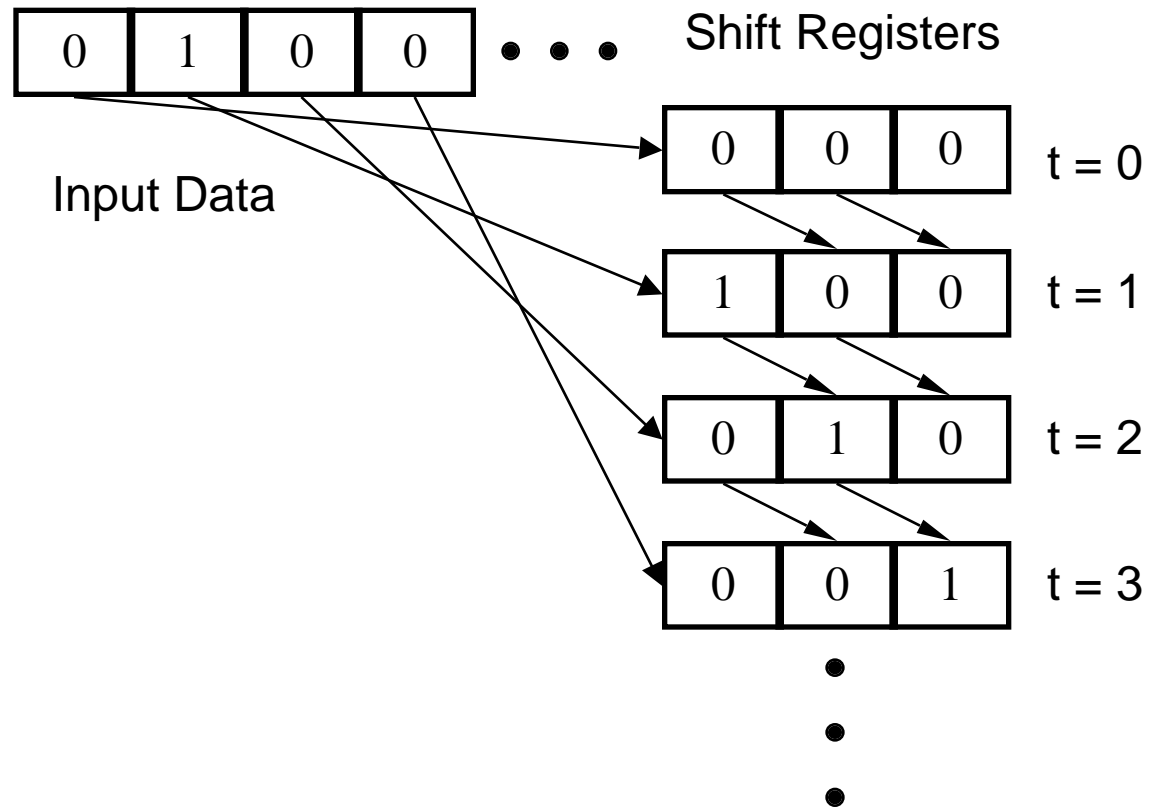 0 1 0 0 • • •
Shift Registers
Input Data
0 0 0 t = 0
1 0 0 t = 1
0 1 0 t = 2
0 0 1 t = 3